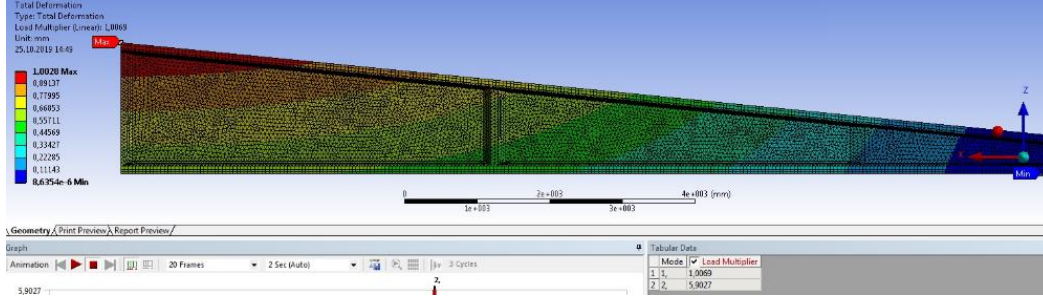 Total Deformation
Type: Total Deformation
Load Multiplier (Linear): 1,0069
Unit: mm
25.10.2019 14:49
Max
1,0028 Max
0,89137
0,77995
0,66853
0,55711
0,44569
0,33427
0,22285
0,11143
8,6354e-6 Min
Z
X
Min
0 2e+003 4e+003 (mm)
1e+003 3e+003
Geometry Print Preview Report Preview
Graph
Animation 20 Frames 2 Sec (Auto) 3 Cycles
2,
5,9027
Tabular Data
Mode Load Multiplier
1 1, 1,0069
2 2, 5,9027